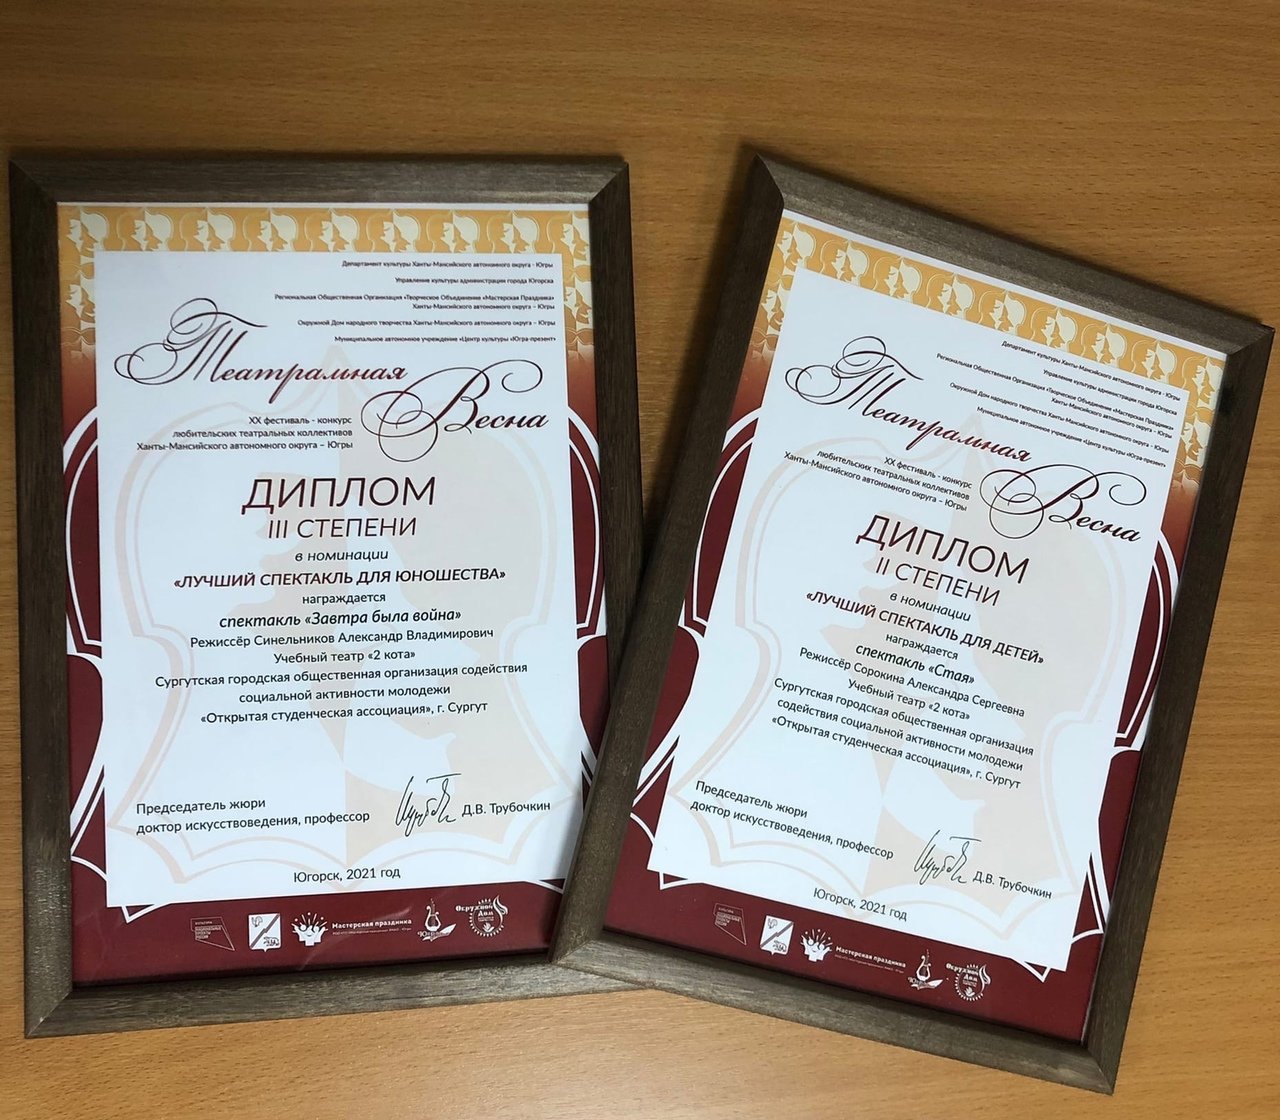 Департамент культуры Ханты-Мансийского автономного округа - Югры
Управление культуры администрации города Югорска
Региональная Общественная Организация «Творческое Объединение «Мастерская Праздника»
Ханты-Мансийского автономного округа – Югры
Окружной Дом народного творчества Ханты-Мансийского автономного округа – Югры
Муниципальное автономное учреждение «Центр культуры «Югра-презент»
Театральная
Весна
XX фестиваль - конкурс
любительских театральных коллективов
Ханты-Мансийского автономного округа – Югры
ДИПЛОМ
III СТЕПЕНИ
в номинации
«ЛУЧШИЙ СПЕКТАКЛЬ ДЛЯ ЮНОШЕСТВА»
награждается
спектакль «Завтра была война»
Режиссёр Синельников Александр Владимирович
Учебный театр «2 кота»
Сургутская городская общественная организация содействия
социальной активности молодежи
«Открытая студенческая ассоциация», г. Сургут
Председатель жюри
доктор искусствоведения, профессор
Д.В. Трубочкин
Югорск, 2021 год
КУЛЬТУРА
НАЦИОНАЛЬНЫЕ
ПРОЕКТЫ
РОССИИ
Мастерская праздника
Окружной
Дом
Департамент культуры Ханты-Мансийского автономного округа - Югры
Управление культуры администрации города Югорска
Региональная Общественная Организация «Творческое Объединение «Мастерская Праздника»
Ханты-Мансийского автономного округа – Югры
Окружной Дом народного творчества Ханты-Мансийского автономного округа – Югры
Муниципальное автономное учреждение «Центр культуры «Югра-презент»
Театральная
Весна
XX фестиваль - конкурс
любительских театральных коллективов
Ханты-Мансийского автономного округа – Югры
ДИПЛОМ
II СТЕПЕНИ
в номинации
«ЛУЧШИЙ СПЕКТАКЛЬ ДЛЯ ДЕТЕЙ»
награждается
спектакль «Стая»
Режиссёр Сорокина Александра Сергеевна
Учебный театр «2 кота»
Сургутская городская общественная организация
содействия социальной активности молодежи
«Открытая студенческая ассоциация», г. Сургут
Председатель жюри
доктор искусствоведения, профессор
Д.В. Трубочкин
Югорск, 2021 год
Мастерская праздника
Окружной
Дом